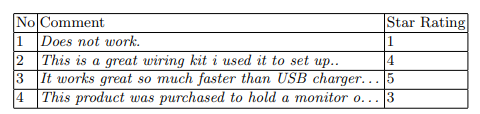 No Comment Star Rating
1 Does not work. 1
2 This is a great wiring kit i used it to set up.. 4
3 It works great so much faster than USB charger... 5
4 This product was purchased to hold a monitor o... 3